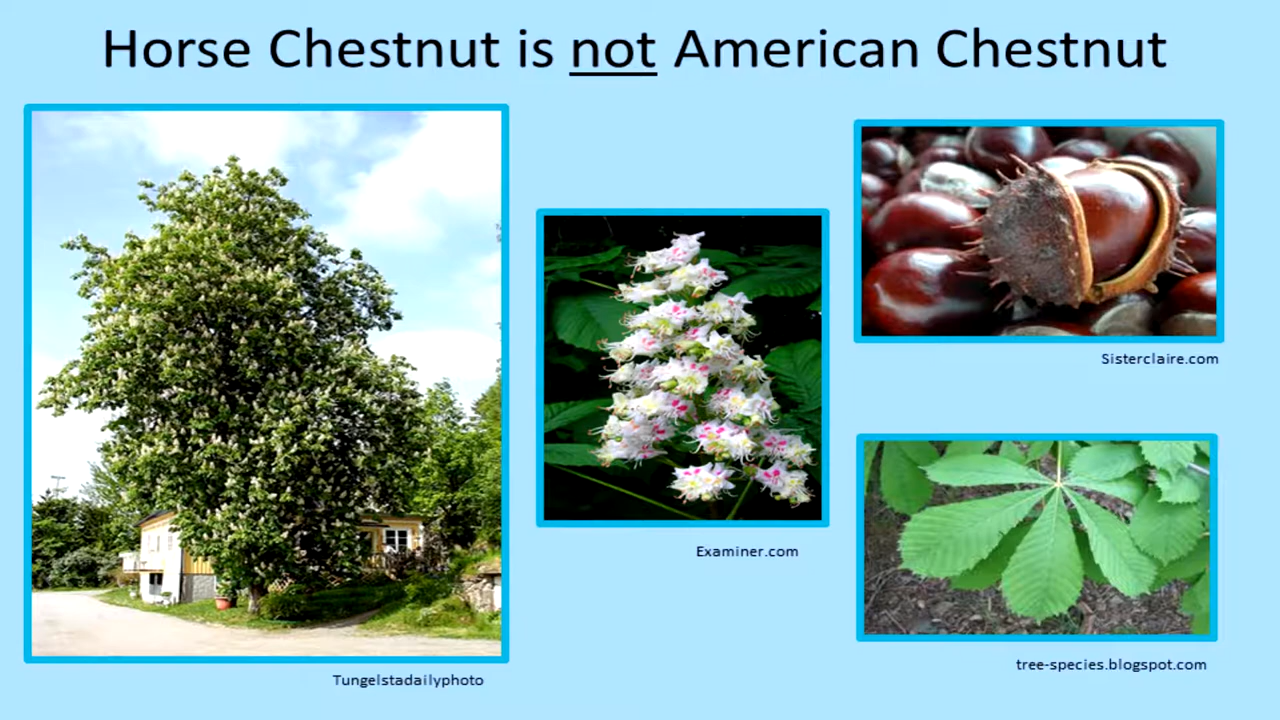 Horse Chestnut is not American Chestnut
Sisterclaire.com
Examiner.com
tree-species.blogspot.com
Tungelstadailyphoto